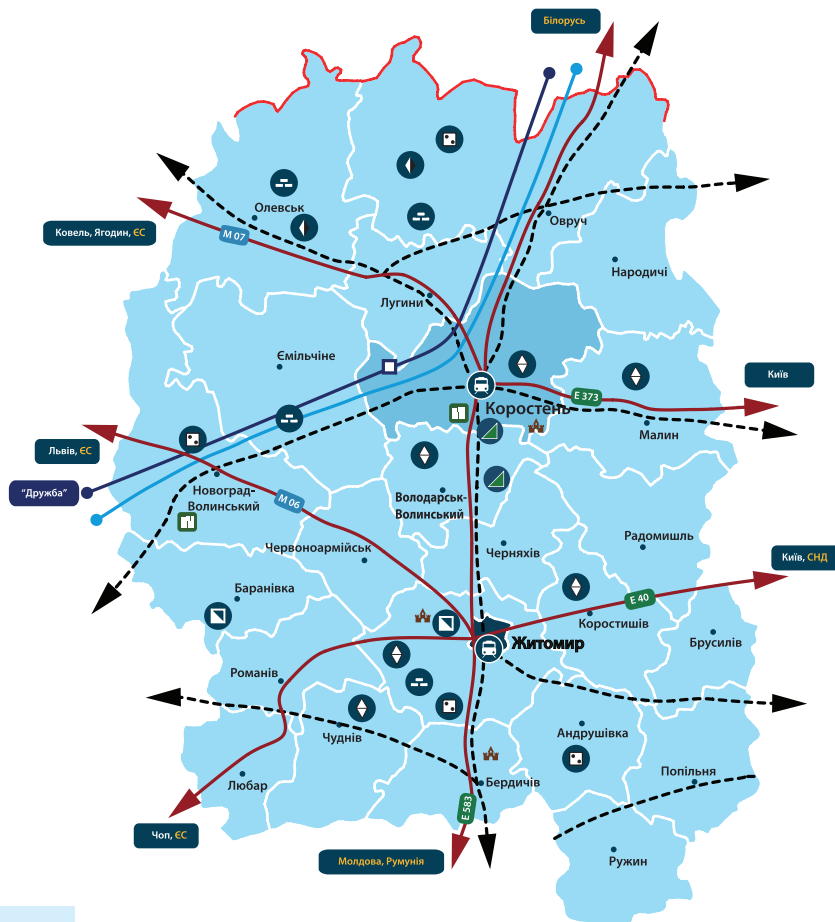 Білорусь
Олевськ
Овруч
Ковель, Ягодин, ЄС
М 07
Народичі
Лугини
Ємільчіне
Київ
Е 373
Коростень
Малин
Львів, ЄС
"Дружба"
Новоград-
Волинський
М 06
Володарськ-
Волинський
Червоноармійськ
Черняхів
Радомишль
Київ, СНД
Баранівка
Е 40
Коростишів
Житомир
Брусилів
Романів
Чуднів
Андрушівка
Любар
Бердичів
Попільня
Е 583
Чоп, ЄС
Молдова, Румунія
Ружин